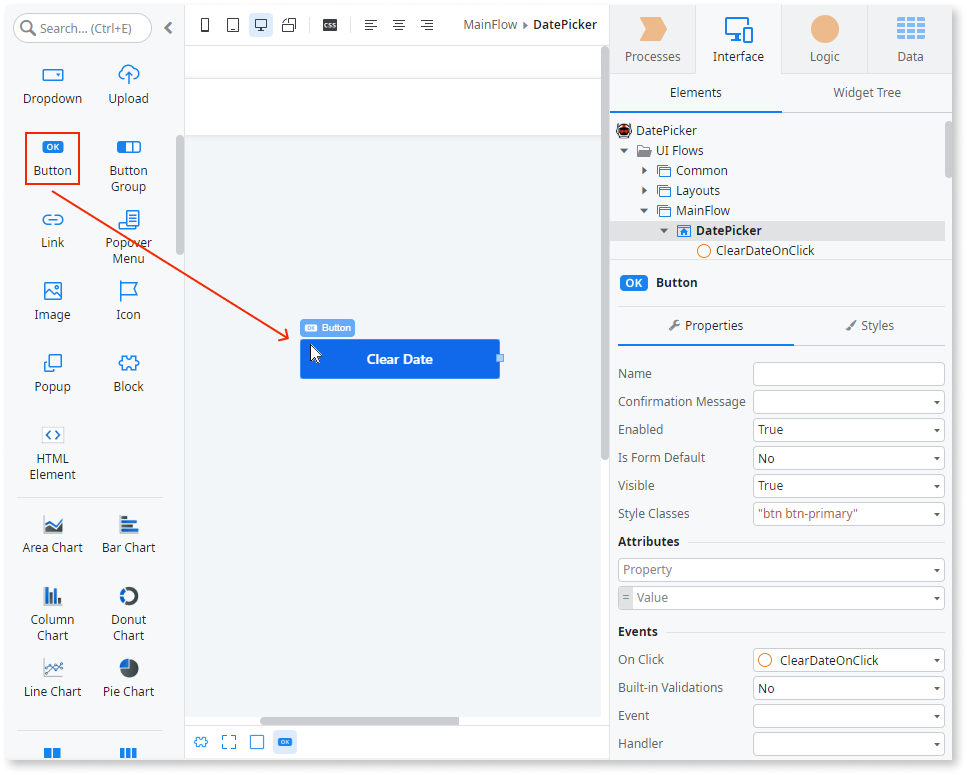 Search... (Ctrl+E)
Dropdown
Upload
OK
Button
Button
Group
Link
Popover
Menu
Image
Icon
Popup
Block
HTML
Element
Area Chart
Bar Chart
Column
Chart
Donut
Chart
Line Chart
Pie Chart
CSS
MainFlow
DatePicker
OK Button
Clear Date
OK
Processes
Interface
Logic
Data
Elements
Widget Tree
DatePicker
UI Flows
Common
Layouts
MainFlow
DatePicker
ClearDateOnClick
OK Button
Properties
Styles
Name
Confirmation Message
Enabled True
Is Form Default No
Visible True
Style Classes "btn btn-primary"
Attributes
Property
= Value
Events
On Click ClearDateOnClick
Built-in Validations No
Event
Handler